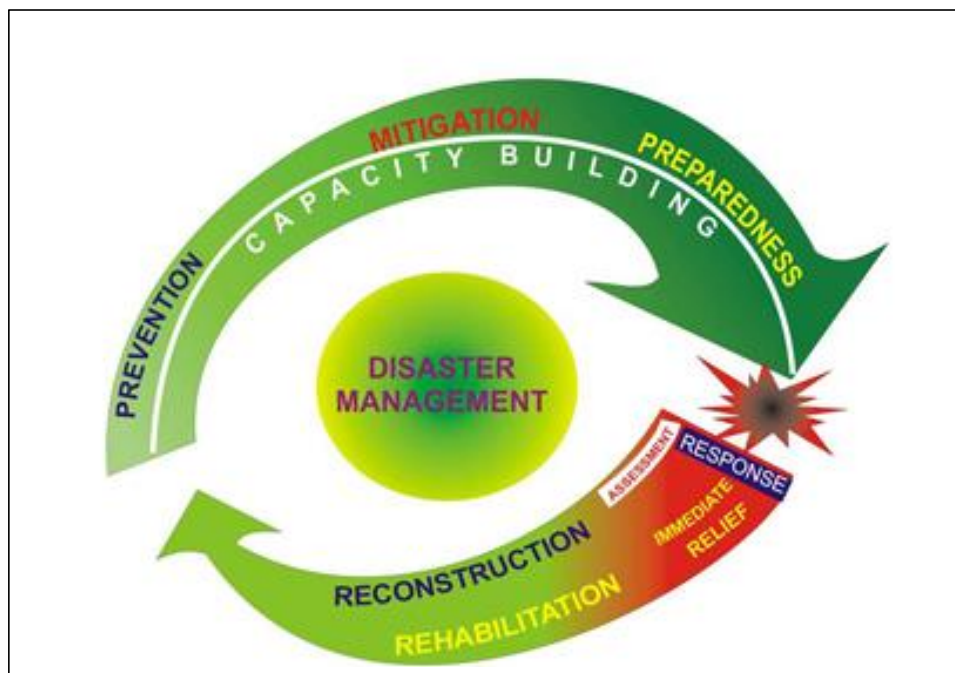 PREVENTION
MITIGATION
PREPAREDNESS
CAPACITY BUILDING
DISASTER
MANAGEMENT
RESPONSE
ASSESSMENT
IMMEDIATE
RELIEF
RECONSTRUCTION
REHABILITATION